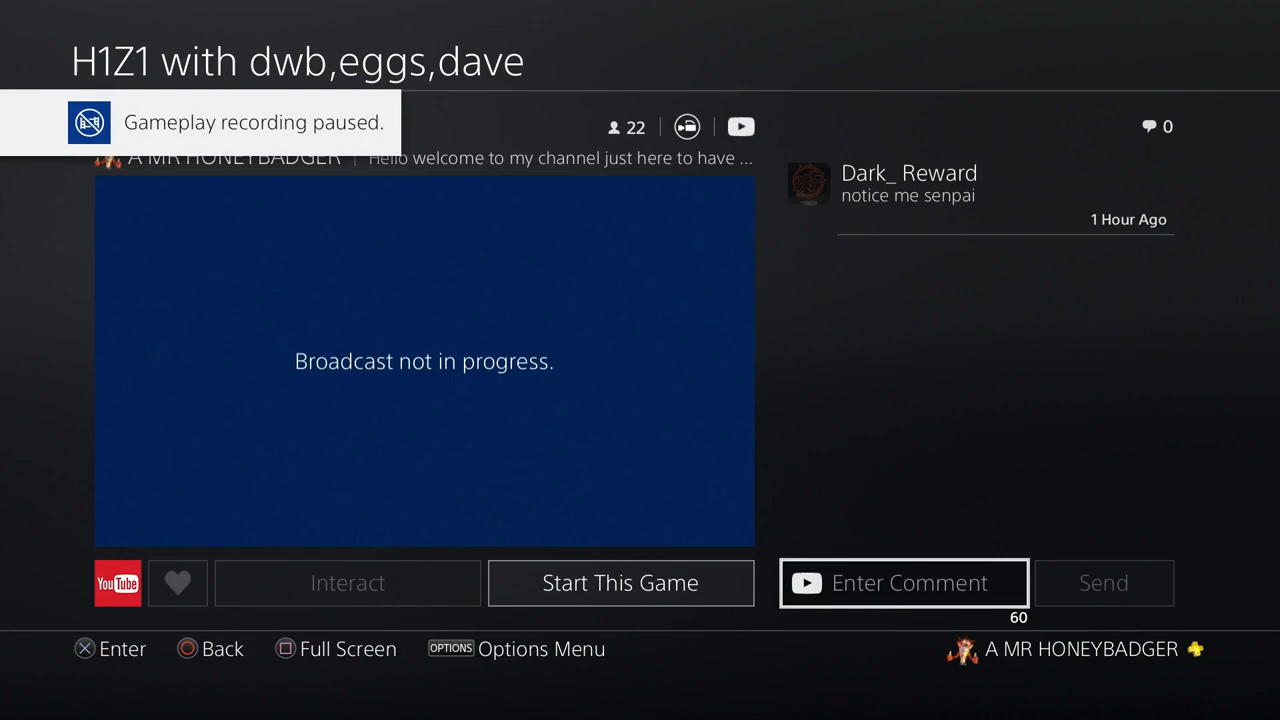 H1Z1 with dwb,eggs,dave
Gameplay recording paused.
22
0
A MR HONEYBADGER
Hello welcome to my channel just here to have ...
Dark_ Reward
notice me senpai
1 Hour Ago
Broadcast not in progress.
YouTube
Interact
Start This Game
Enter Comment
Send
60
Enter
Back
Full Screen
OPTIONS Options Menu
A MR HONEYBADGER